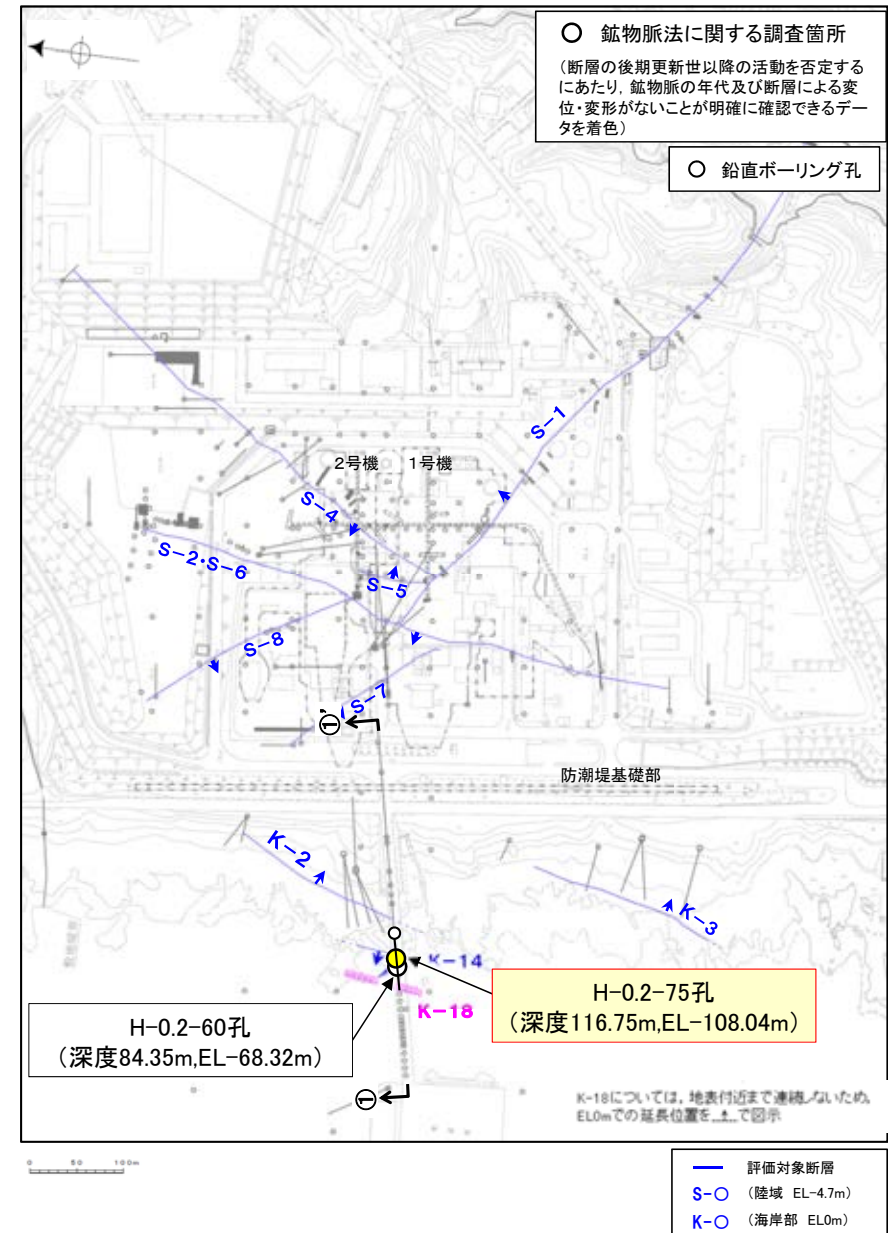 ○ 鉱物脈法に関する調査箇所
（断層の後期更新世以降の活動を否定する
にあたり，鉱物脈の年代及び断層による変
位・変形がないことが明確に確認できるデー
タを着色）
○ 鉛直ボーリング孔
S-1
2号機 1号機
S-4
S-2・S-6
S-5
S-8
S-7
①
防潮堤基礎部
K-2
K-3
K-14
H-0.2-75孔
（深度116.75m,EL-108.04m）
K-18
H-0.2-60孔
（深度84.35m,EL-68.32m）
①
K-18については，地表付近まで連続しないため，
EL0mでの延長位置を で図示
0 50 100m
評価対象断層
S-○ （陸域 EL-4.7m）
K-○ （海岸部 EL0m）